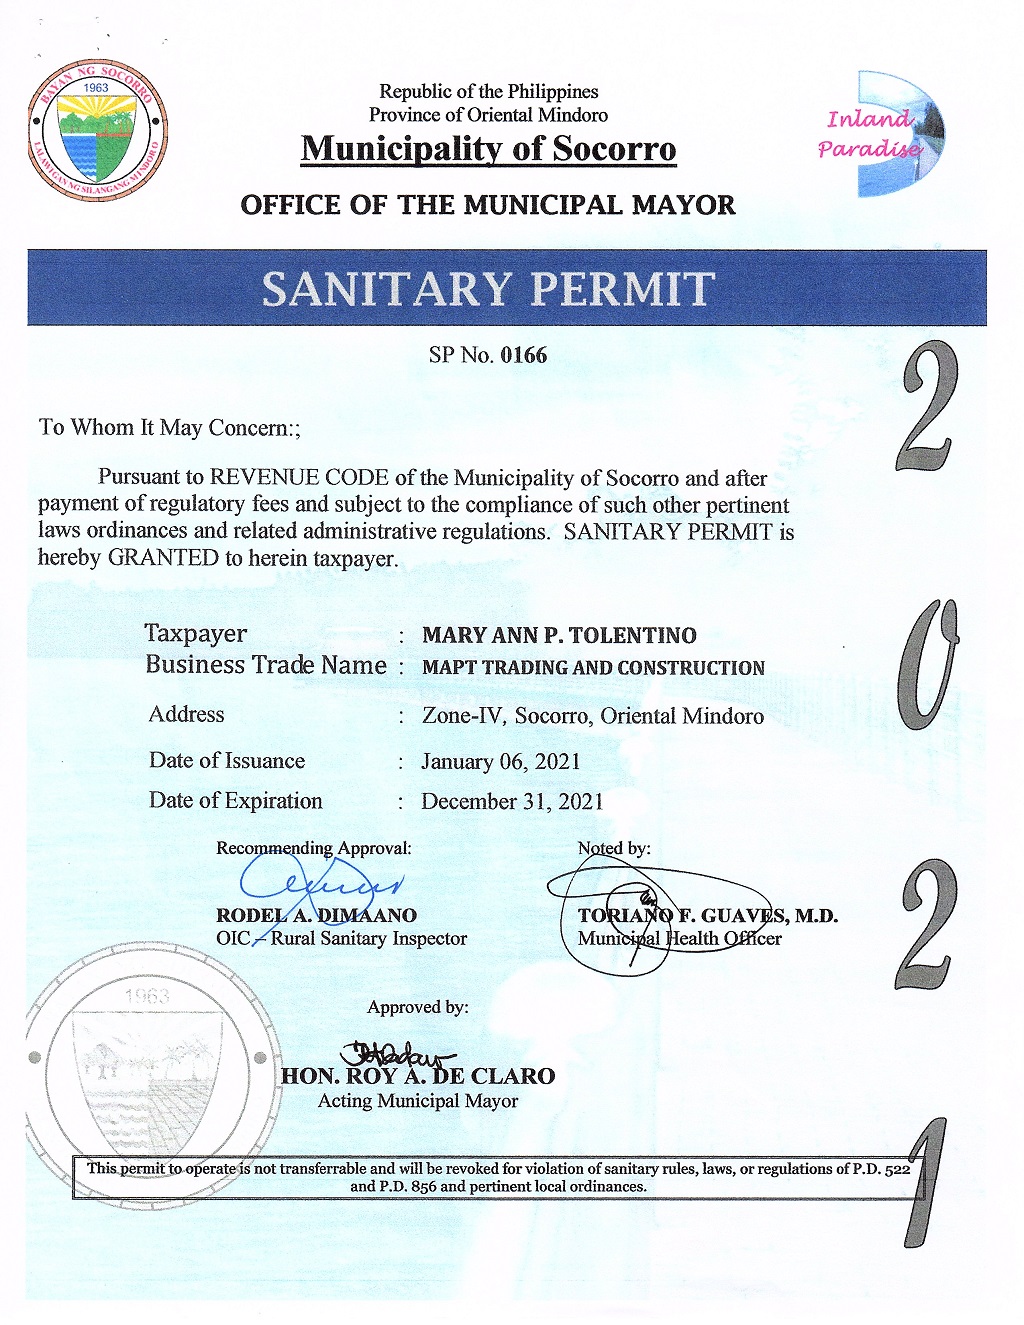 BAYAN NG SOCORRO
1963
LALAWIGAN NG SILANGANG MINDORO
Republic of the Philippines
Province of Oriental Mindoro
Municipality of Socorro
OFFICE OF THE MUNICIPAL MAYOR
Inland
Paradise
SANITARY PERMIT
SP No. 0166
To Whom It May Concern:;
Pursuant to REVENUE CODE of the Municipality of Socorro and after
payment of regulatory fees and subject to the compliance of such other pertinent
laws ordinances and related administrative regulations. SANITARY PERMIT is
hereby GRANTED to herein taxpayer.
Taxpayer : MARY ANN P. TOLENTINO
Business Trade Name : MAPT TRADING AND CONSTRUCTION
Address : Zone-IV, Socorro, Oriental Mindoro
Date of Issuance : January 06, 2021
Date of Expiration : December 31, 2021
2
0
2
1
Recommending Approval: Noted by:
RODEL A. DIMAANO TORIANO F. GUAVES, M.D.
OIC – Rural Sanitary Inspector Municipal Health Officer
1963
Approved by:
HON. ROY A. DE CLARO
Acting Municipal Mayor
This permit to operate is not transferrable and will be revoked for violation of sanitary rules, laws, or regulations of P.D. 522
and P.D. 856 and pertinent local ordinances.